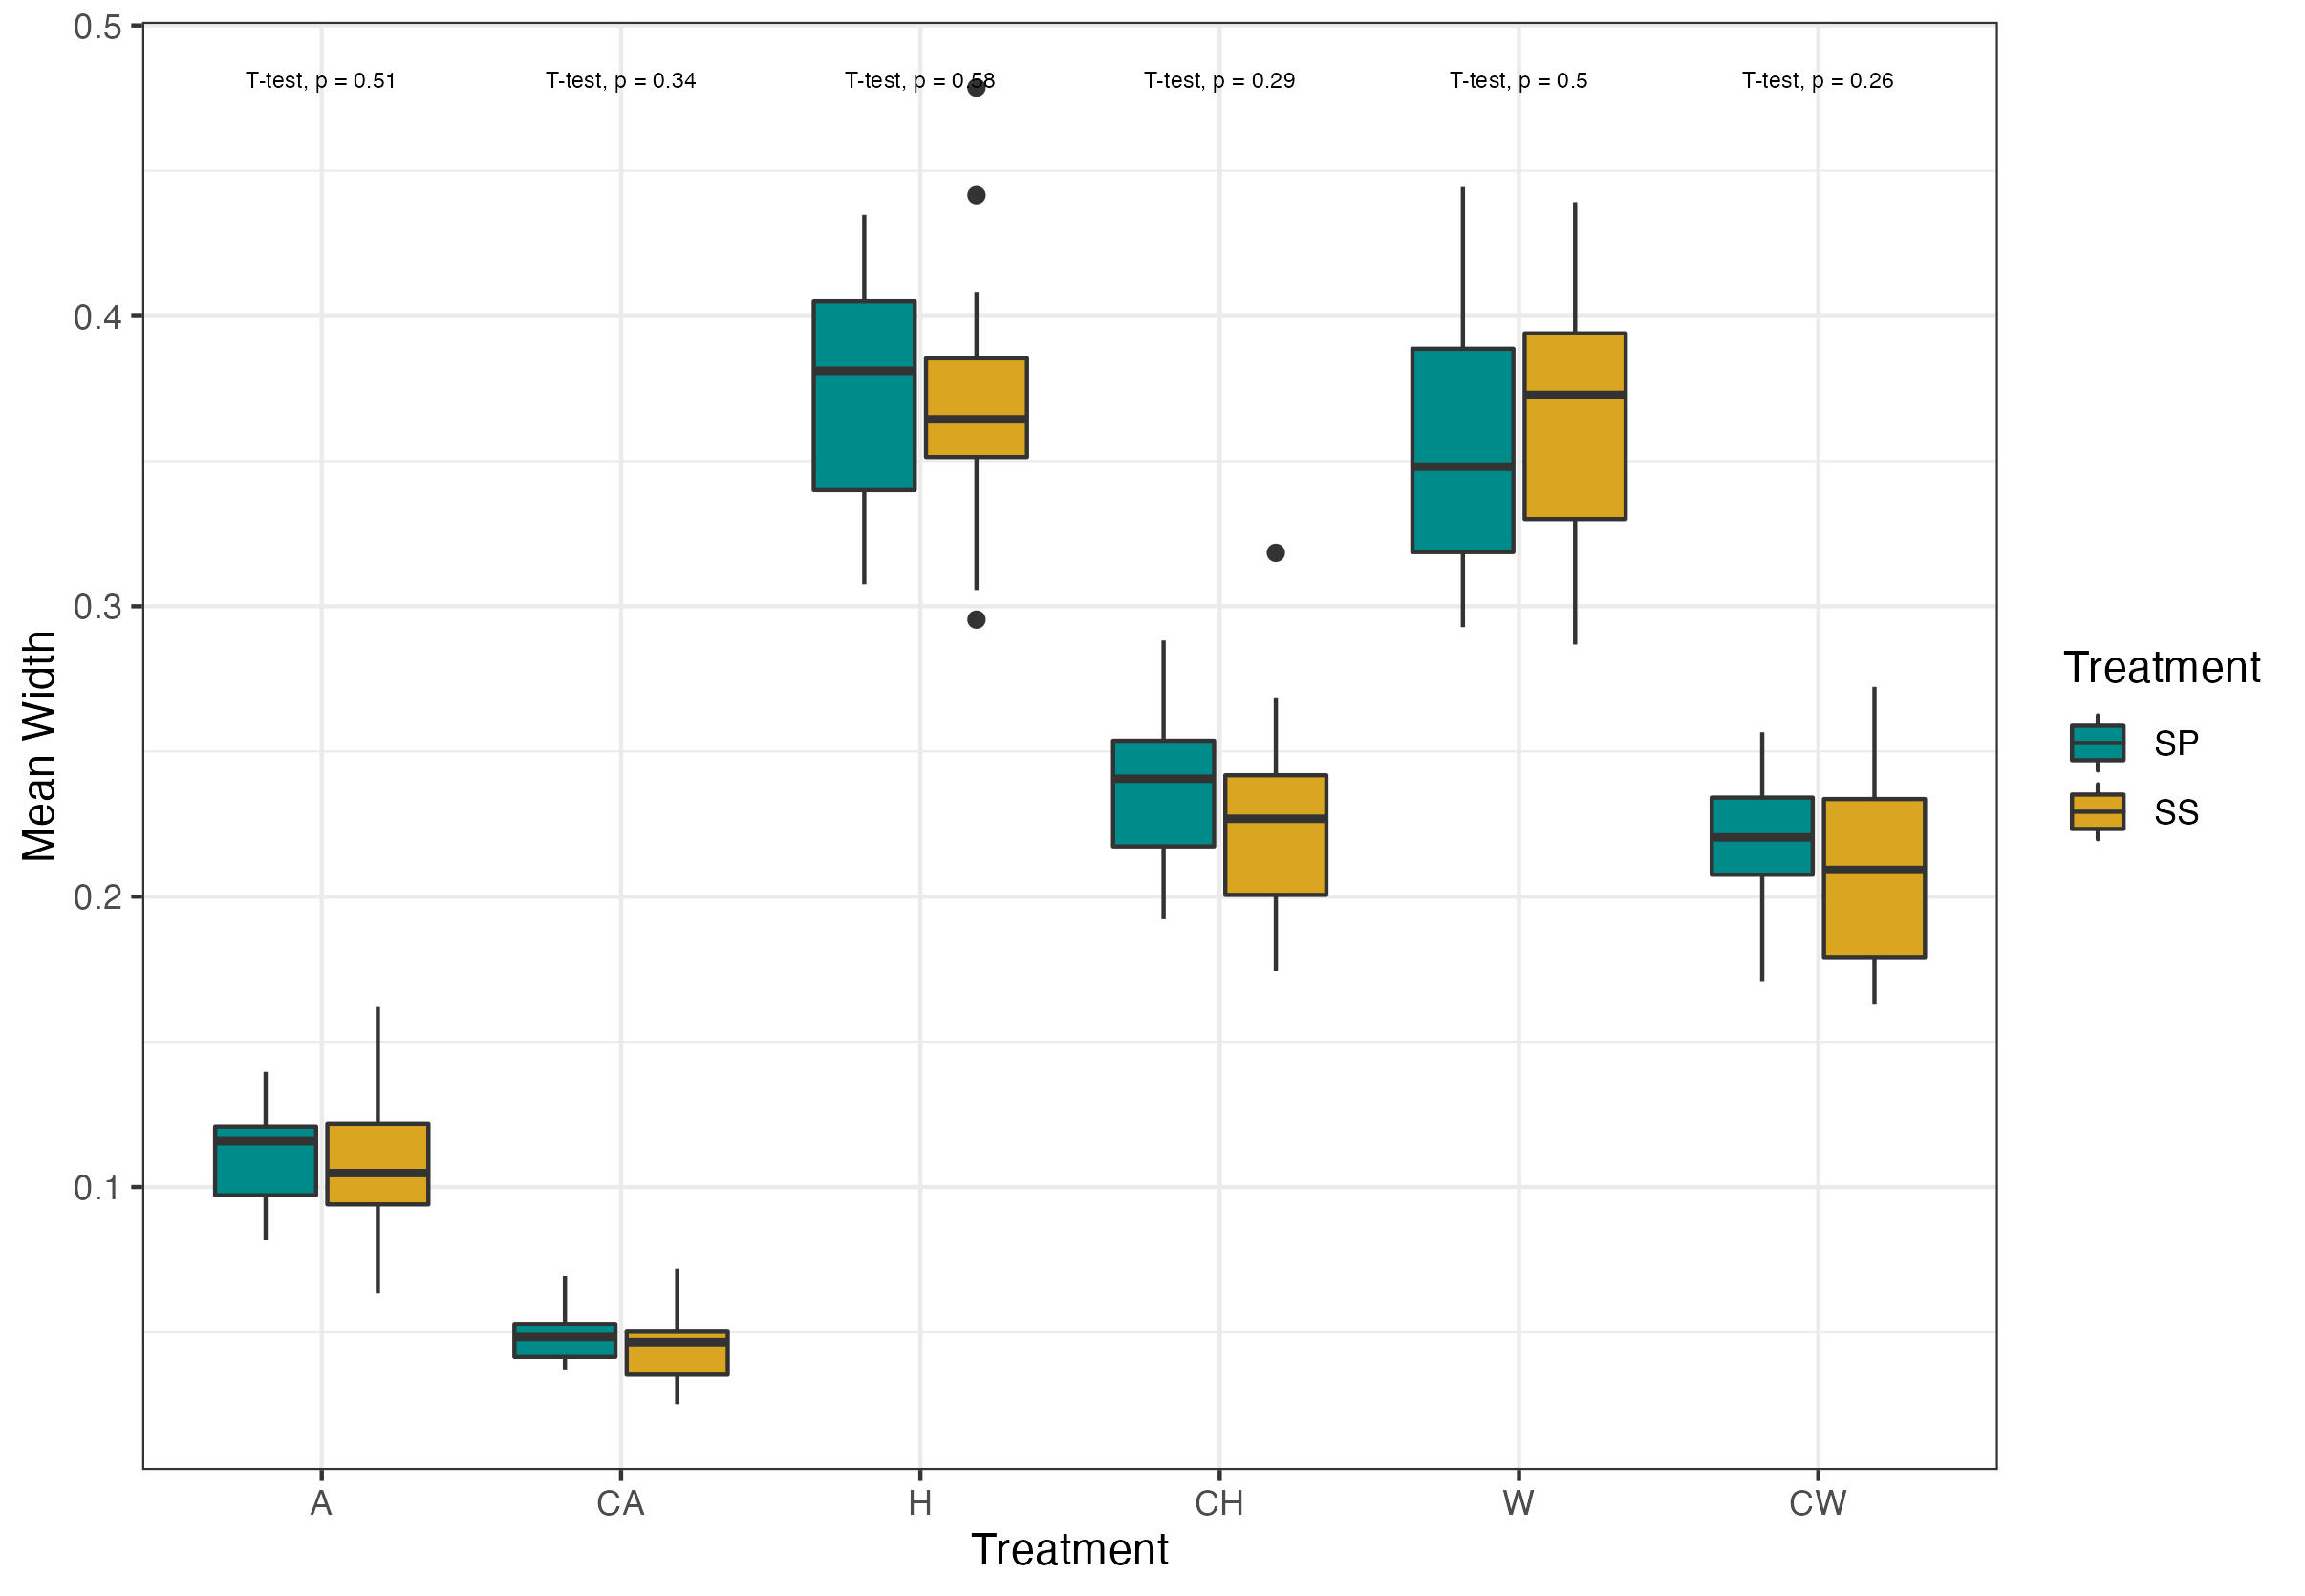 T-test, p = 0.51
T-test, p = 0.34
T-test, p = 0.58
T-test, p = 0.29
T-test, p = 0.5
T-test, p = 0.26
0.5
0.4
0.3
0.2
0.1
Mean Width
A
CA
H
CH
W
CW
Treatment
Treatment
SP
SS